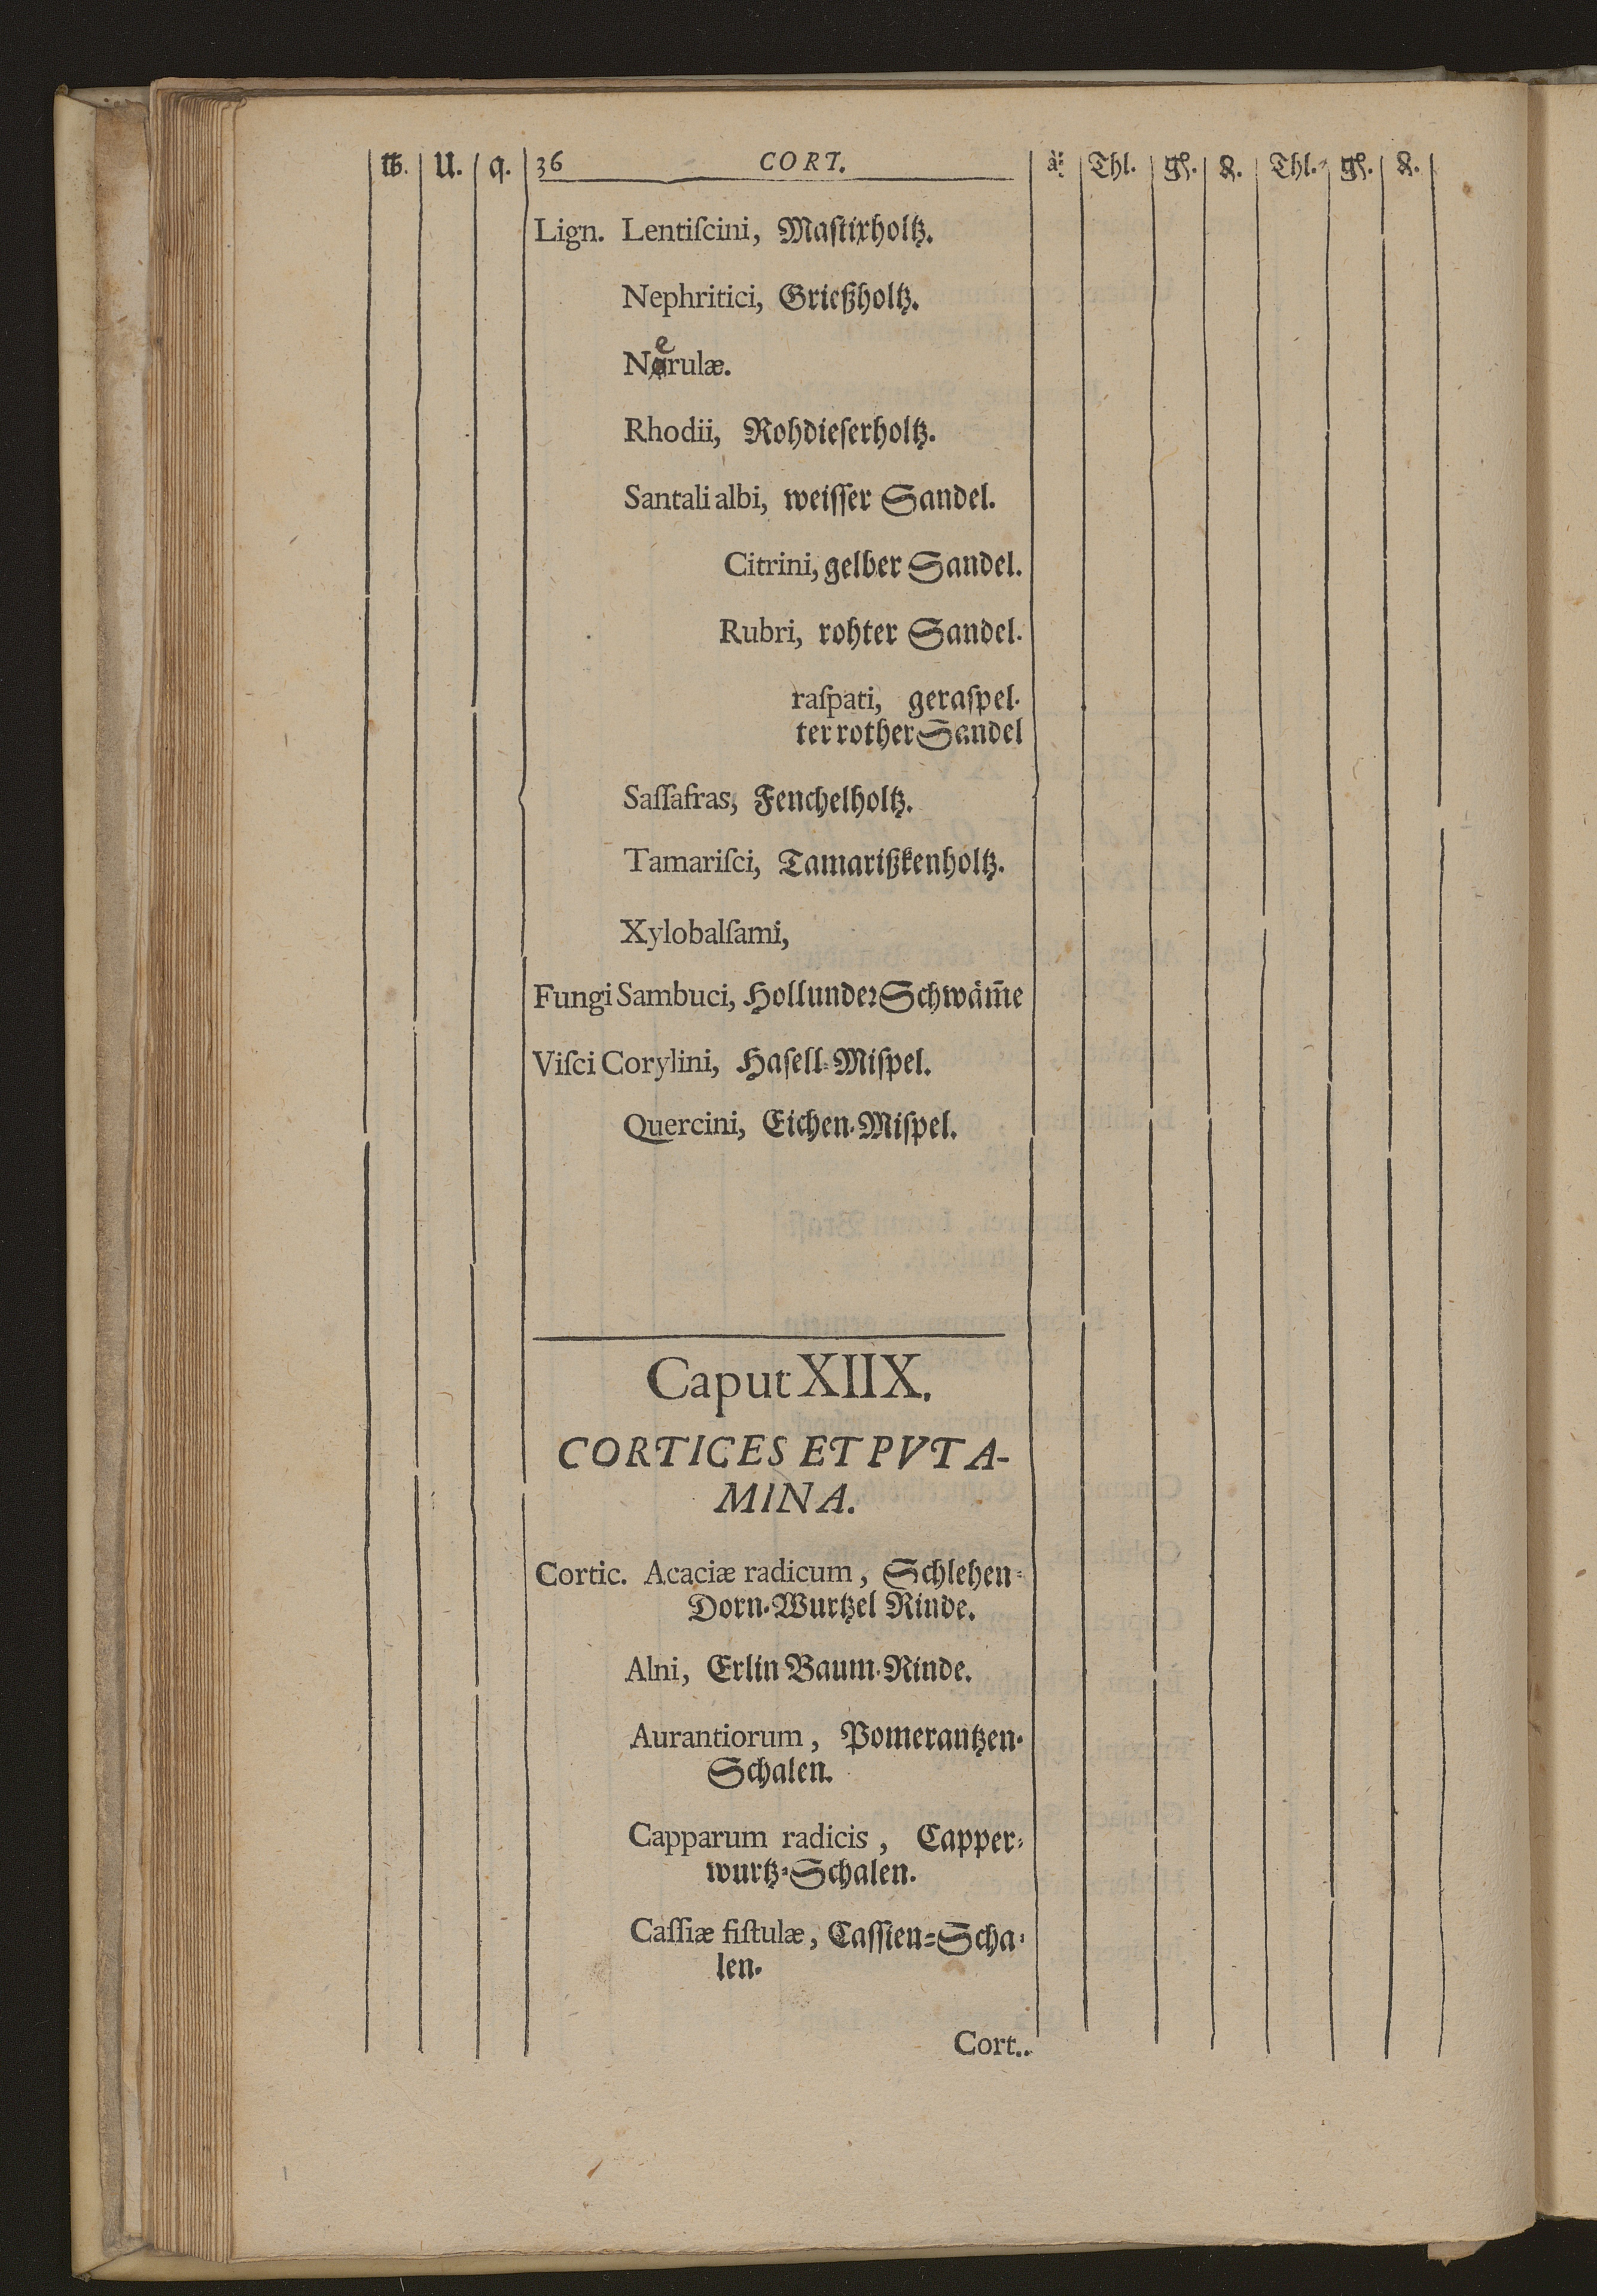 ℔. U. q. 36 CORT. à: Thl. gſ. ₰. Thl. gſ. ₰.
Lign. Lentiſcini, Maſtixholtz.
Nephritici, Grießholtz.
Nerulæ.
Rhodii, Rohdieſerholtz.
Santali albi, weiſſer Sandel.
Citrini, gelber Sandel.
Rubri, rohter Sandel.
raſpati, geraſpel-
ter rother Sandel
Saſſafras, Fenchelholtz.
Tamariſci, Tamarißkenholtz.
Xylobalſami,
Fungi Sambuci, Hollunder Schwäm̃e
Viſci Corylini, Haſell-Miſpel.
Quercini, Eichen-Miſpel.
Caput XIIX.
CORTICES ET PVTA-
MINA.
Cortic. Acaciæ radicum, Schlehen-
Dorn-Wurtzel Rinde.
Alni, Erlin Baum-Rinde.
Aurantiorum, Pomerantzen-
Schalen.
Capparum radicis, Capper-
wurtz-Schalen.
Caſſiæ fiſtulæ, Caſſien-Scha-
len.
Cort..